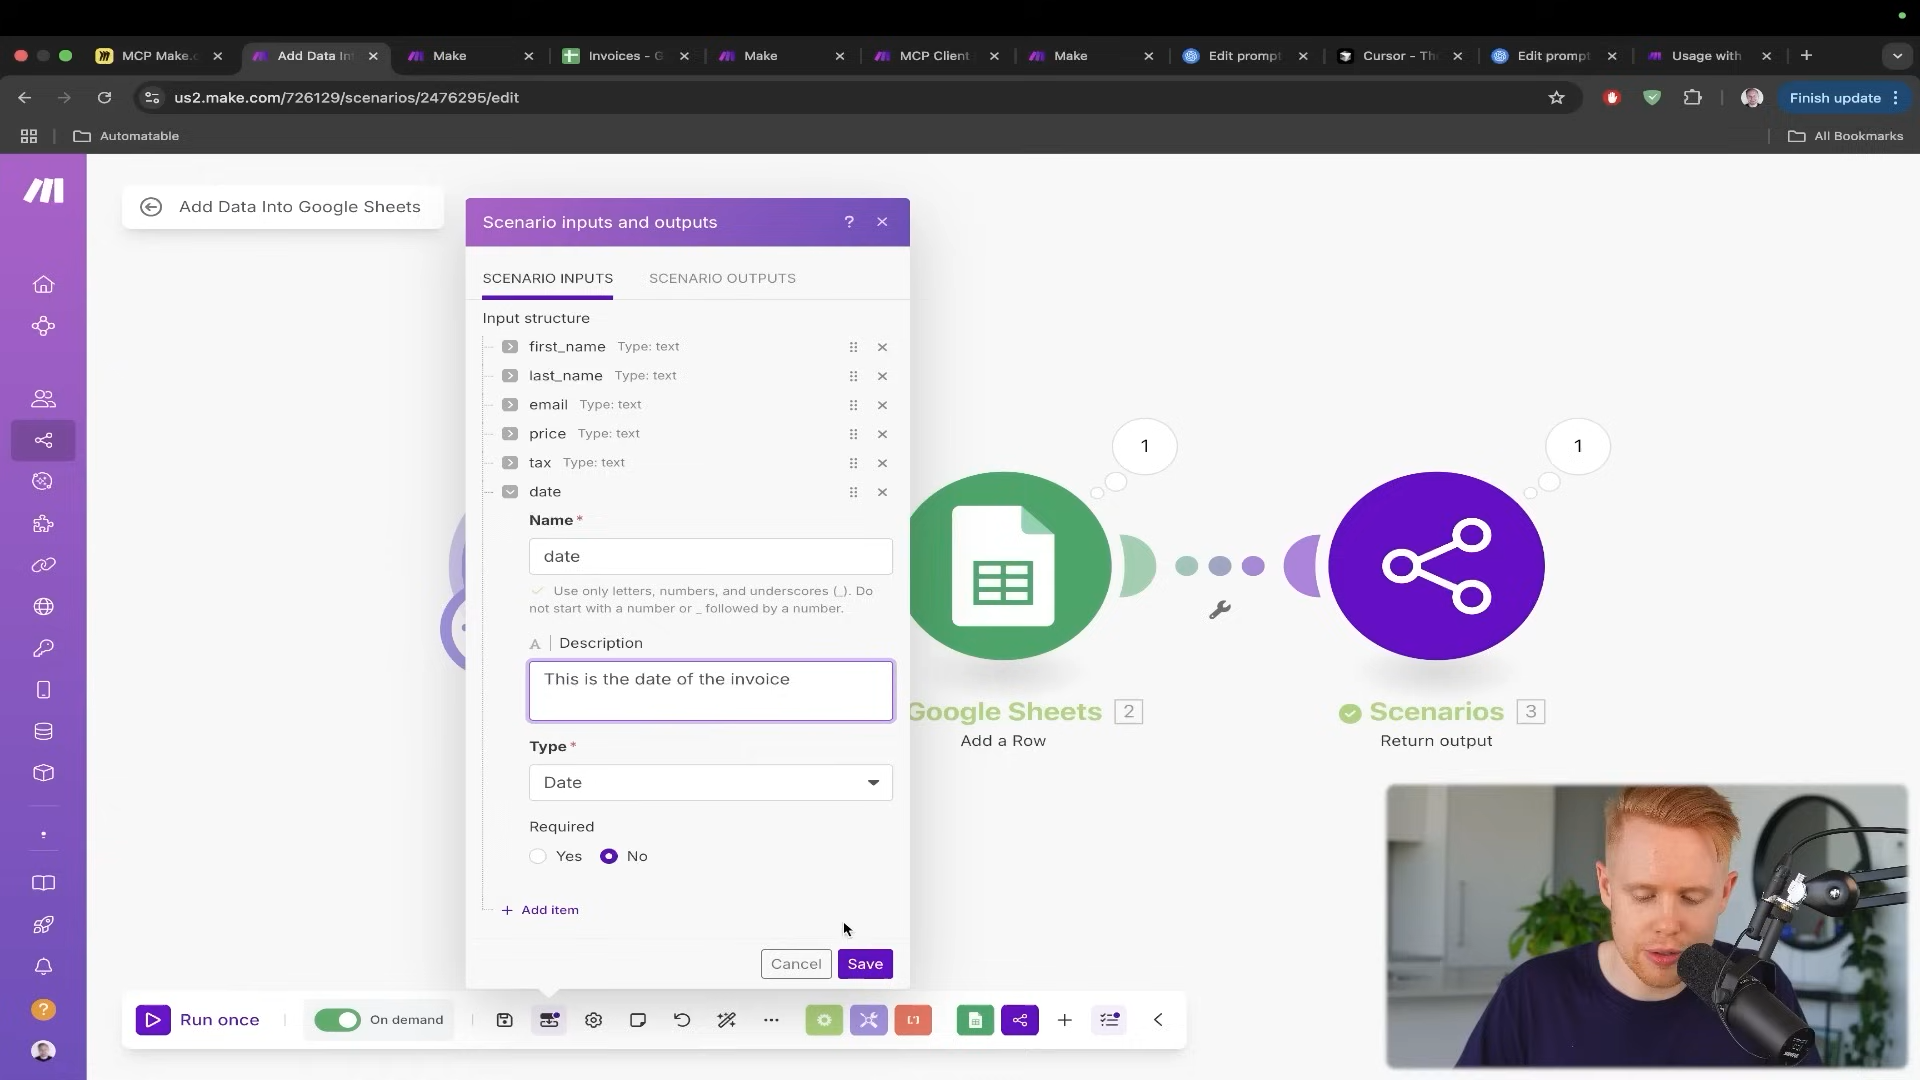 MCP Make.c
Add Data Int
Make
Invoices - G
Make
MCP Client
Make
Edit prompt
Cursor - Th
Edit prompt
Usage with
us2.make.com/726129/scenarios/2476295/edit
Finish update
Automatable
All Bookmarks
Add Data Into Google Sheets
Scenario inputs and outputs
?
SCENARIO INPUTS
SCENARIO OUTPUTS
Input structure
first_name Type: text
last_name Type: text
email Type: text
price Type: text
tax Type: text
date
Name*
date
Use only letters, numbers, and underscores (_). Do
not start with a number or _ followed by a number.
A | Description
This is the date of the invoice
Type*
Date
Required
Yes No
+ Add item
Cancel Save
1
1
Google Sheets 2
Add a Row
Scenarios 3
Return output
?
Run once
On demand